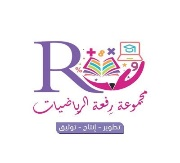 R
مجموعة رفعة الرياضيات
تطوير - إنتاج - توثيق